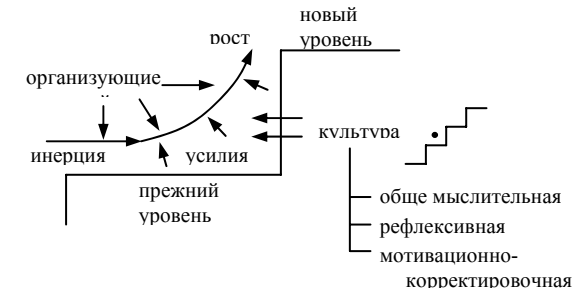 новый
уровень
рост
организующие
й
инерция
усилия
культура
прежний
уровень
обще мыслительная
рефлексивная
мотивационно-
корректировочная